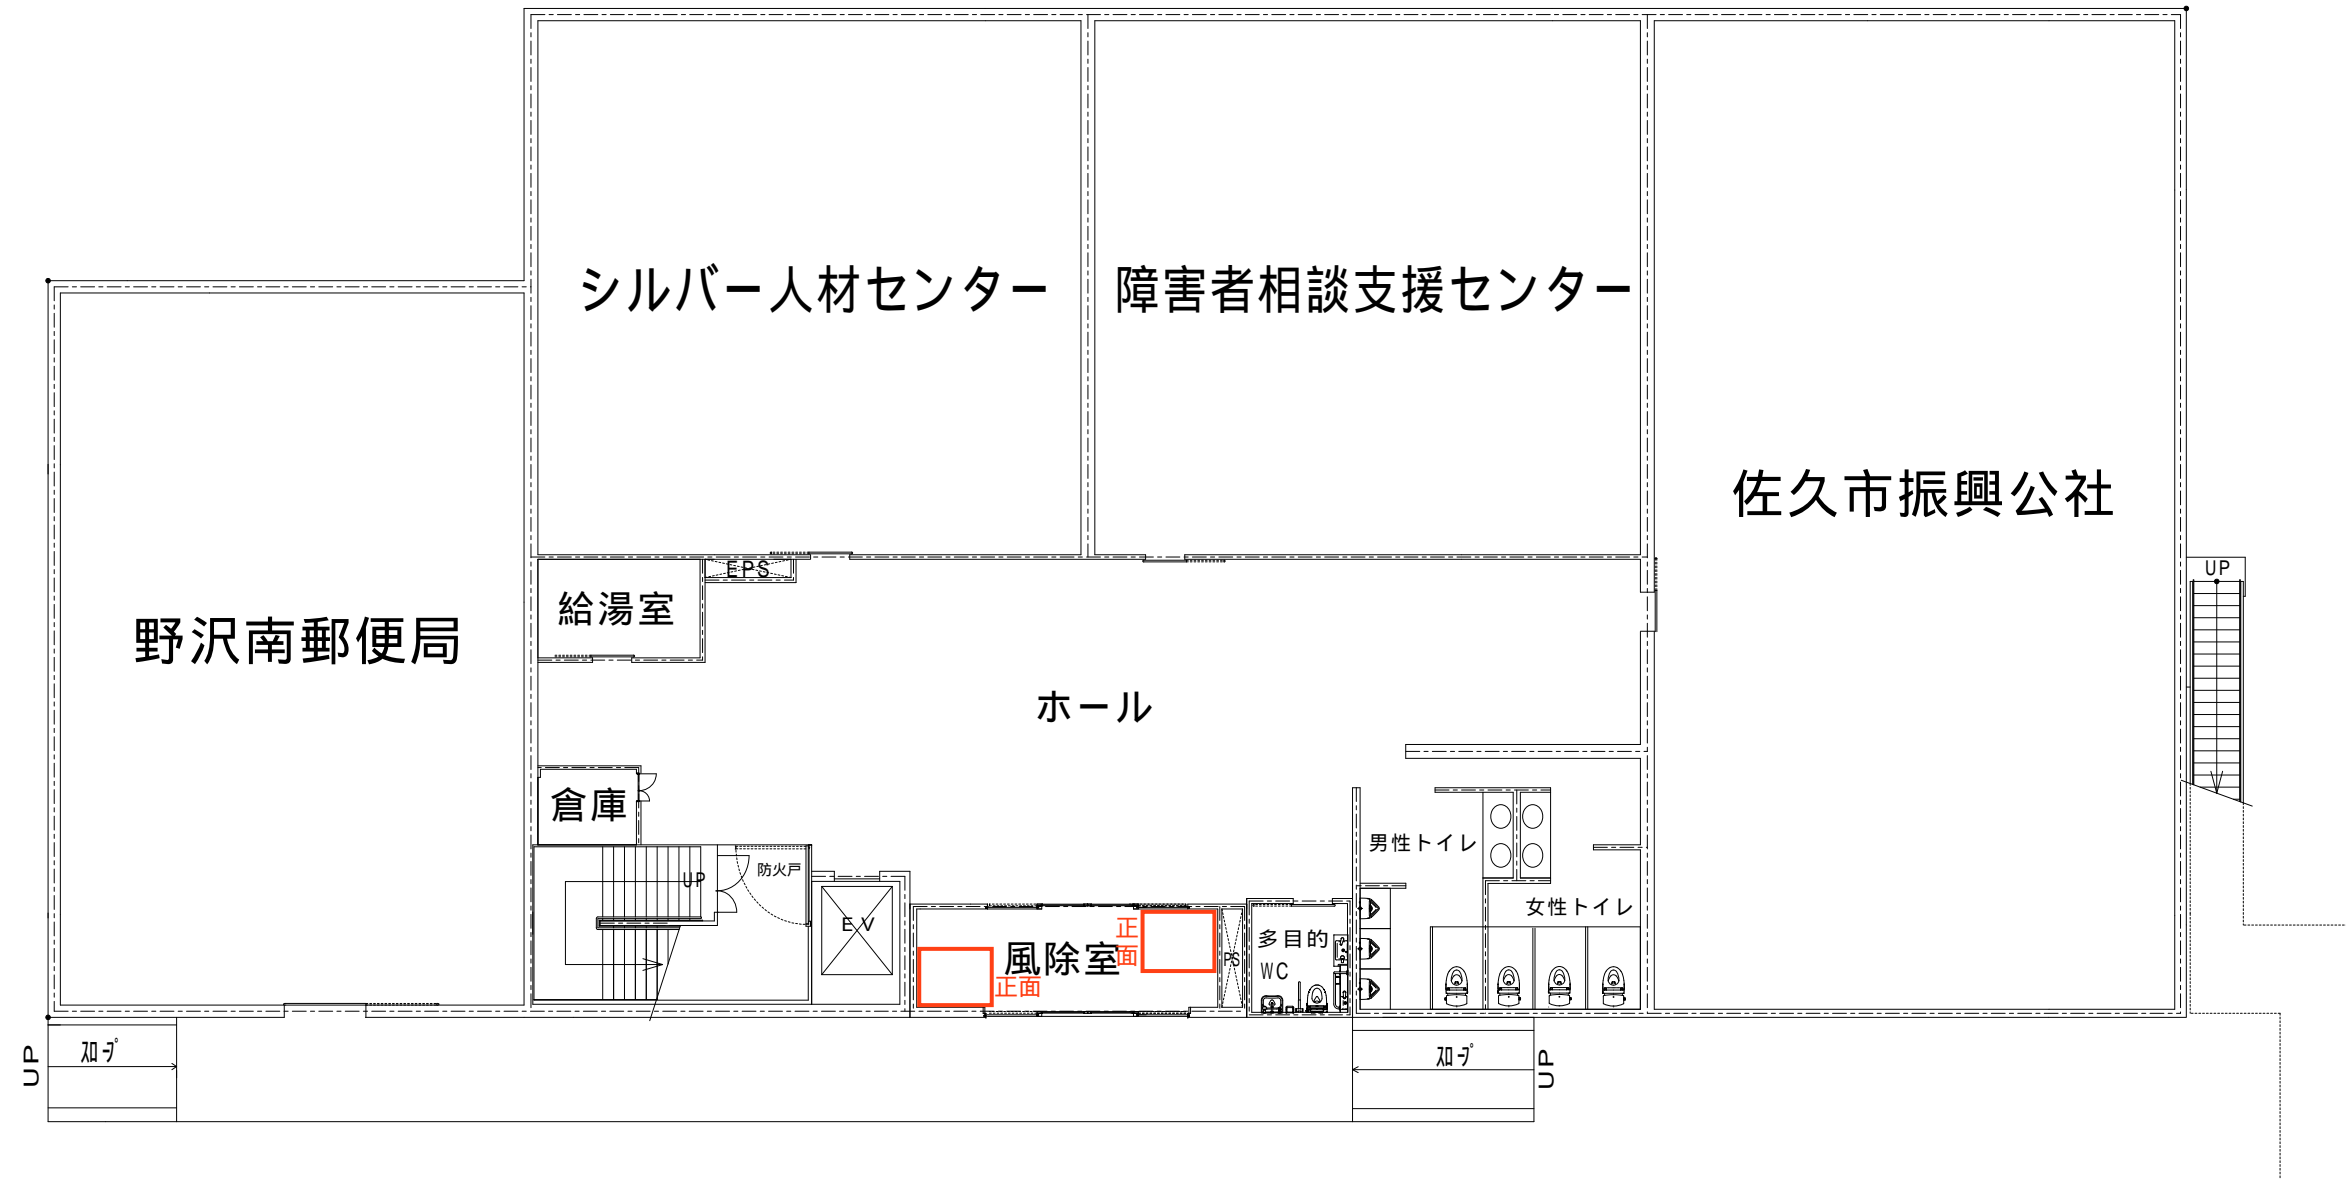 シルバー人材センター
障害者相談支援センター
佐久市振興公社
野沢南郵便局
EPS
UP
給湯室
ホール
倉庫
男性トイレ
UP
防火戸
EV
女性トイレ
正面
風除室
正面
PS
多目的
WC
UP
スロープ
スロープ
UP